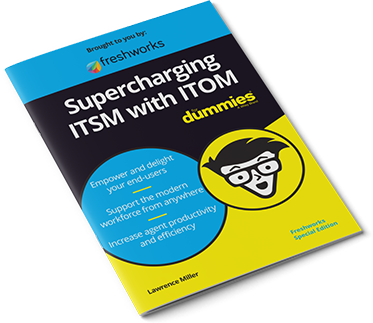 Brought to you by:
freshworks
Supercharging
ITSM with ITOM
for
dummies
Empower and delight
your end-users
Support the modern
workforce from anywhere
Increase agent productivity
and efficiency
Lawrence Miller
Freshworks
Special Edition